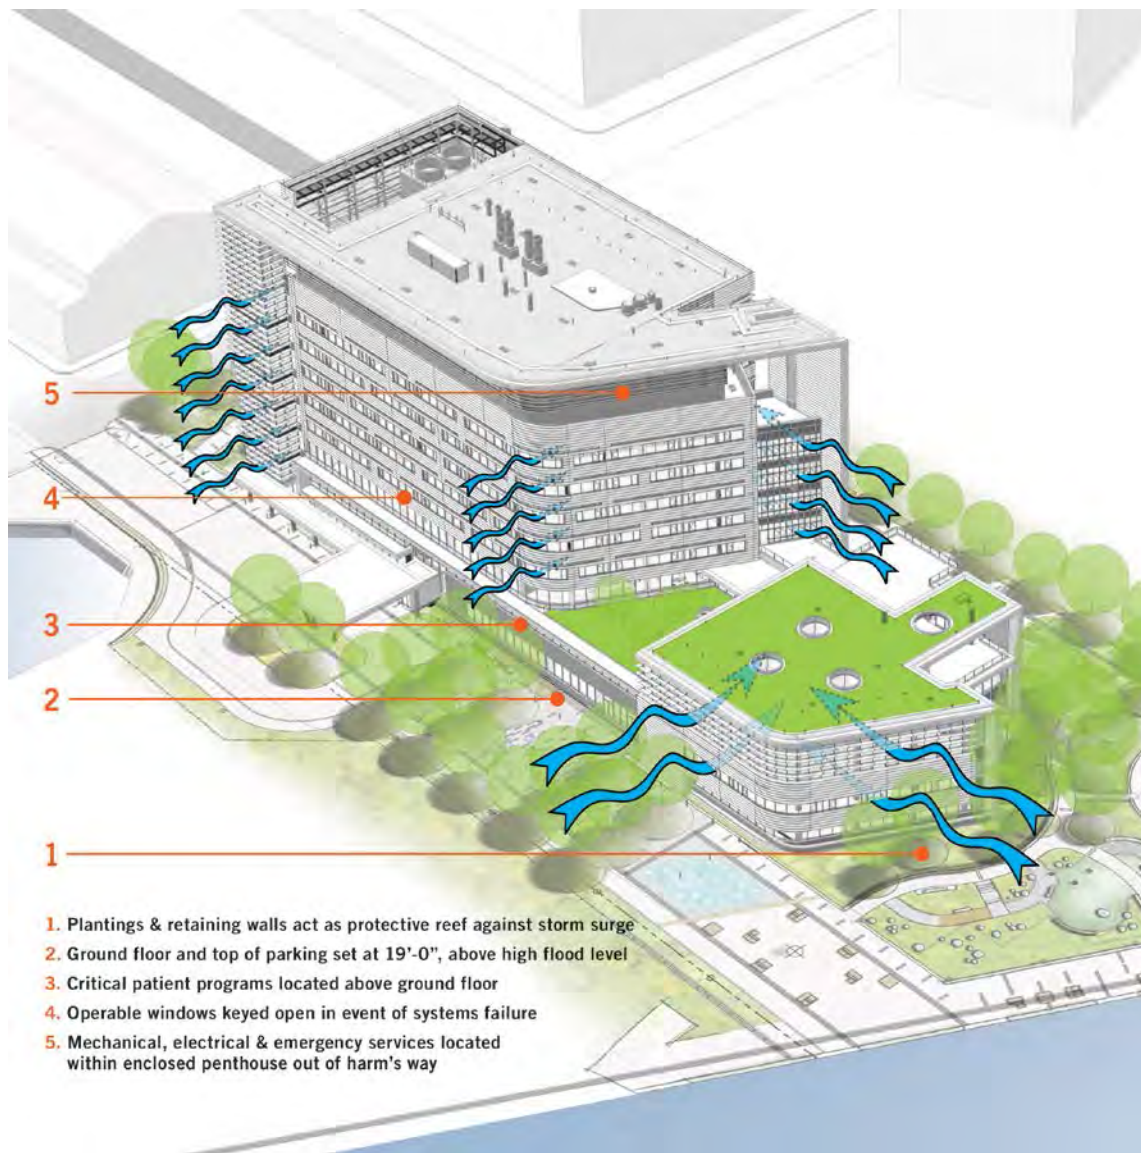 5
4
3
2
1
1. Plantings & retaining walls act as protective reef against storm surge
2. Ground floor and top of parking set at 19'-0", above high flood level
3. Critical patient programs located above ground floor
4. Operable windows keyed open in event of systems failure
5. Mechanical, electrical & emergency services located
within enclosed penthouse out of harm's way